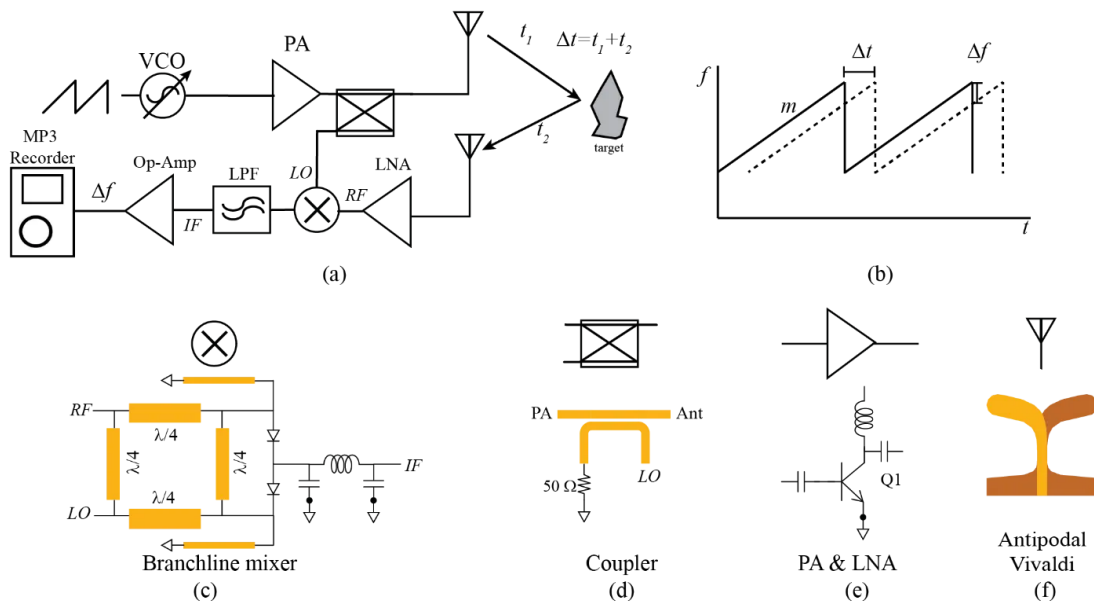 VCO
PA
t₁
Δt=t₁+t₂
t₂
target
MP3
Recorder
Op-Amp
Δf
IF
LPF
LO
RF
LNA
(a)
Δt
Δf
f
m
t
(b)
RF
λ/4
λ/4
λ/4
λ/4
LO
IF
Branchline mixer
(c)
PA
Ant
50 Ω
LO
Coupler
(d)
Q1
PA & LNA
(e)
Antipodal
Vivaldi
(f)